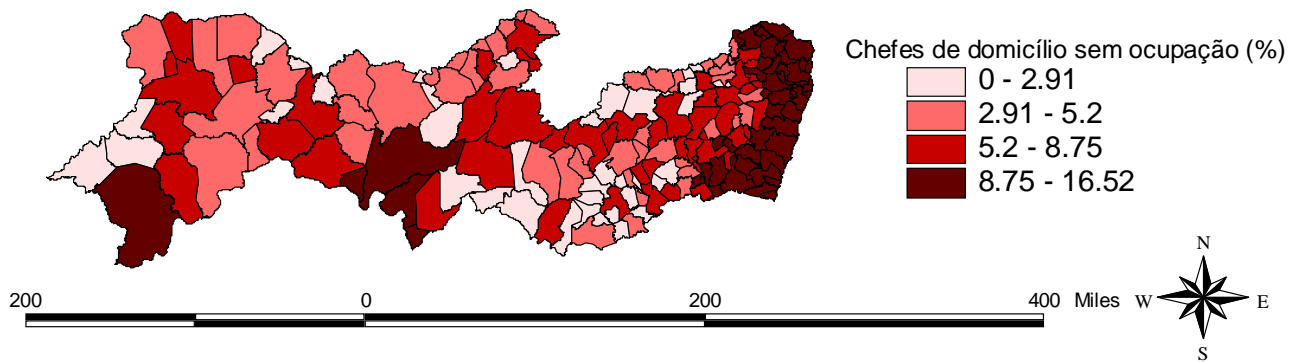 Chefes de domicílio sem ocupação (%)
0 - 2.91
2.91 - 5.2
5.2 - 8.75
8.75 - 16.52
200 0 200 400 Miles
N
W E
S